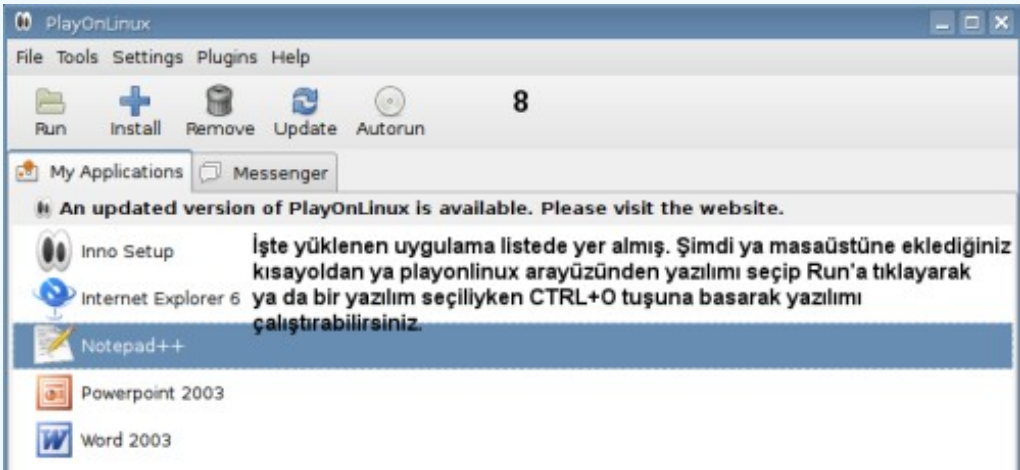 PlayOnLinux
File Tools Settings Plugins Help
Run Install Remove Update Autorun
8
My Applications Messenger
An updated version of PlayOnLinux is available. Please visit the website.
Inno Setup
İşte yüklenen uygulama listede yer almış. Şimdi ya masaüstüne eklediğiniz
kısayoldan ya playonlinux arayüzünden yazılımı seçip Run'a tıklayarak
Internet Explorer 6
ya da bir yazılım seçiliyken CTRL+O tuşuna basarak yazılımı
çalıştırabilirsiniz.
Notepad++
Powerpoint 2003
Word 2003